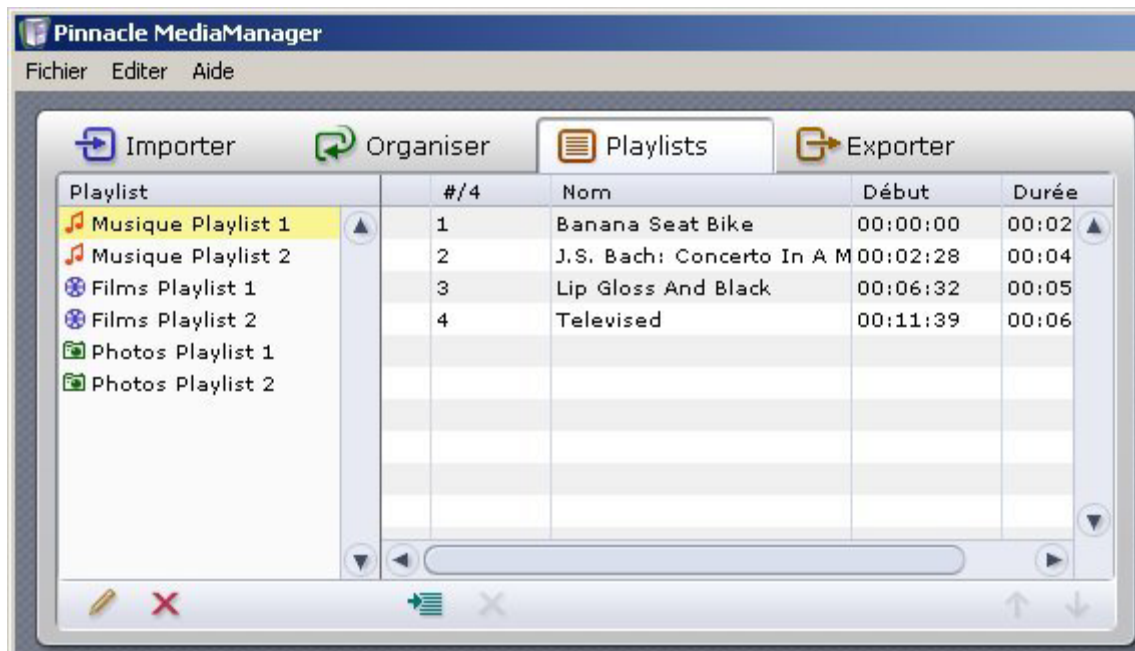 Pinnacle MediaManager
Fichier Editer Aide
Importer Organiser Playlists Exporter
Playlist #/4 Nom Début Durée
Musique Playlist 1 1 Banana Seat Bike 00:00:00 00:02
Musique Playlist 2 2 J.S. Bach: Concerto In A M 00:02:28 00:04
Films Playlist 1 3 Lip Gloss And Black 00:06:32 00:05
Films Playlist 2 4 Televised 00:11:39 00:06
Photos Playlist 1
Photos Playlist 2